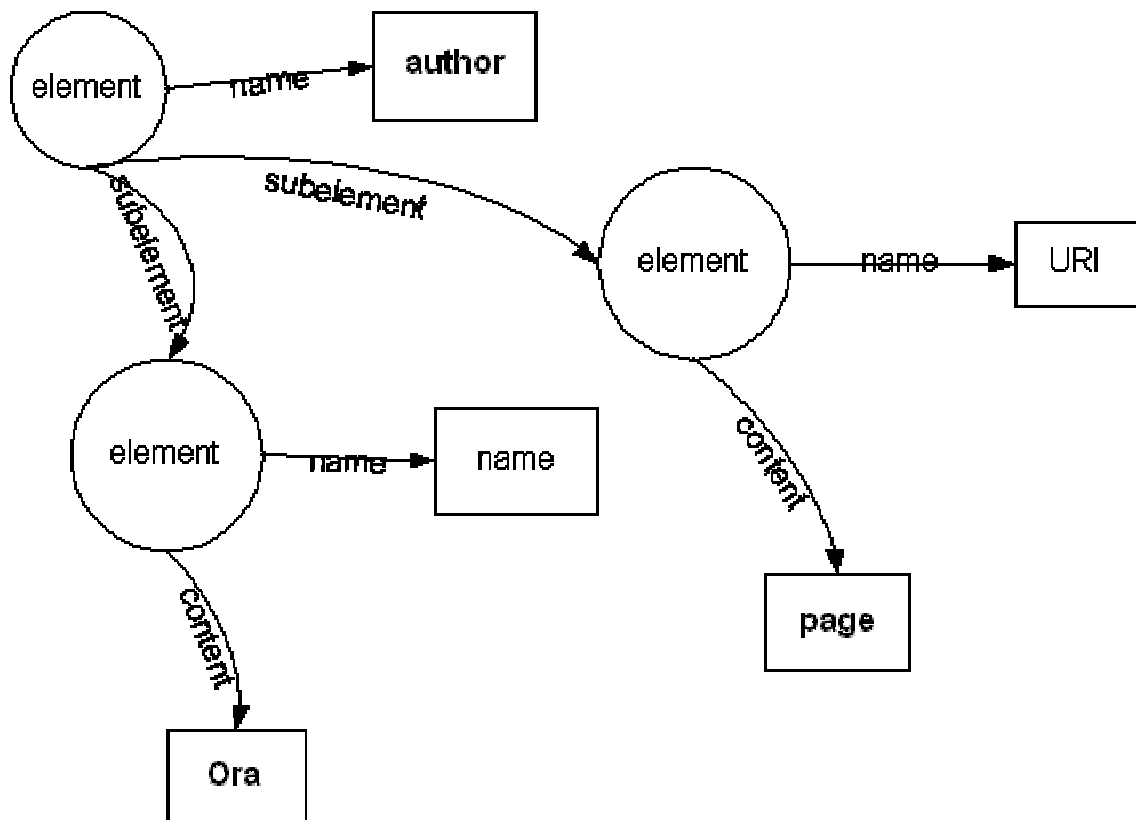 author
element
name
subelement
subelement
element
name
URI
element
name
name
content
content
page
Ora